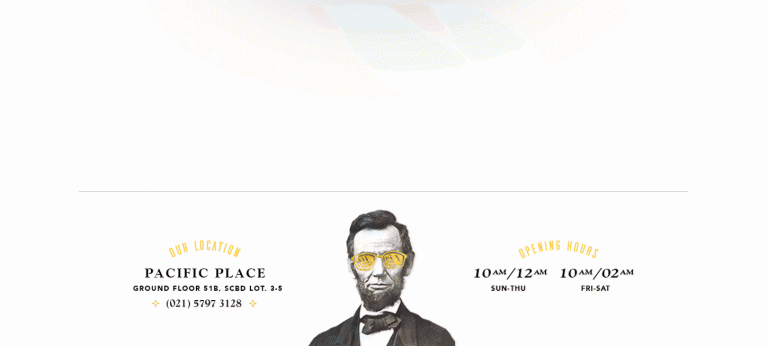 OUR LOCATION
PACIFIC PLACE
GROUND FLOOR 51B, SCBD LOT. 3-5
(021) 5797 3128
OPENING HOURS
10AM/12AM 10AM/02AM
SUN-THU FRI-SAT